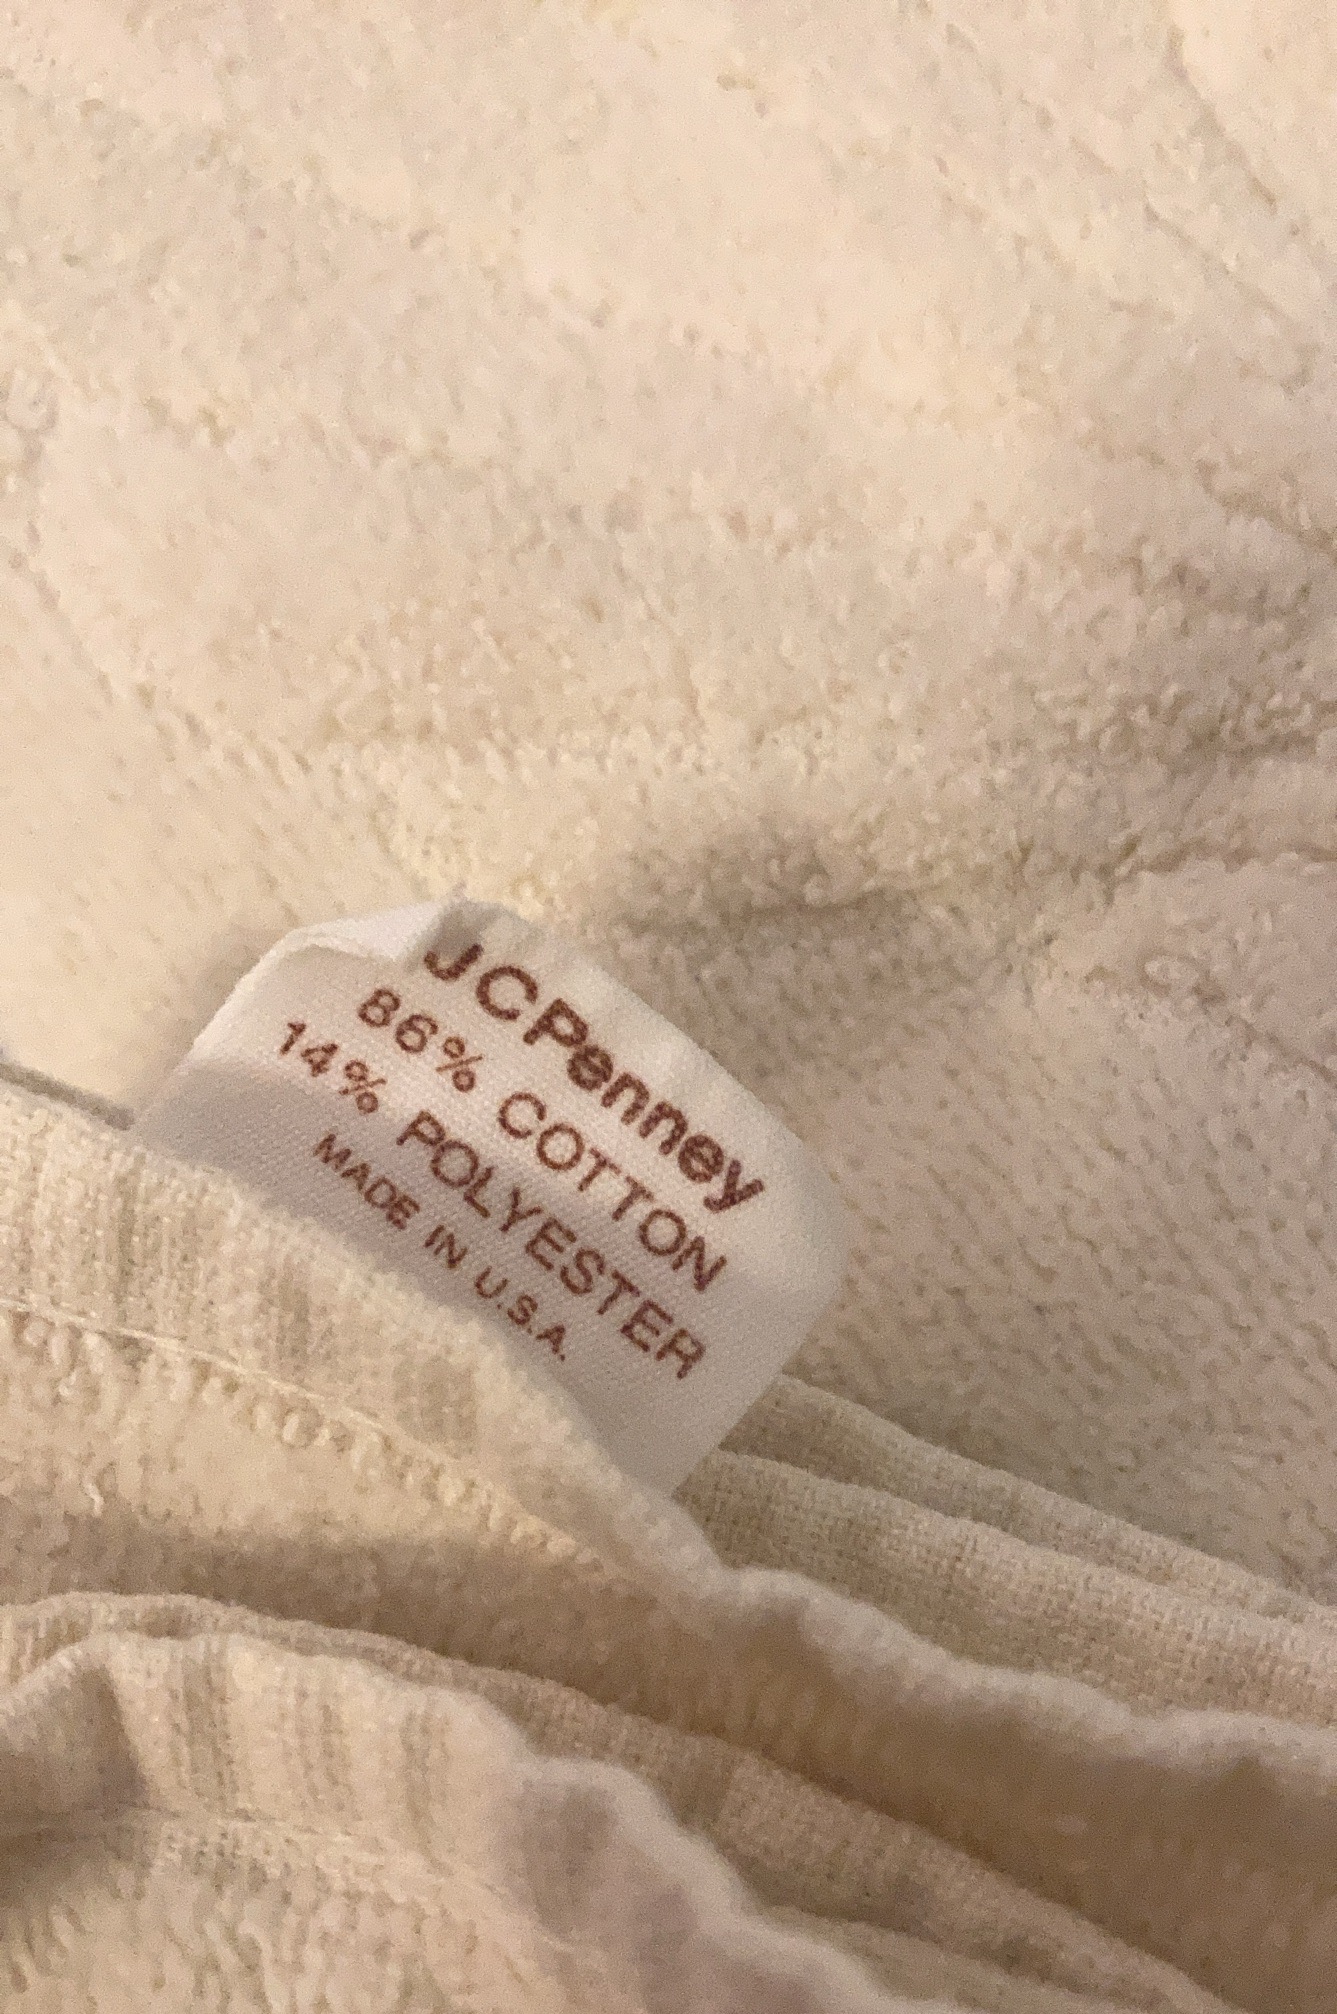 JCPenney
86% COTTON
14% POLYESTER
MADE IN U.S.A.